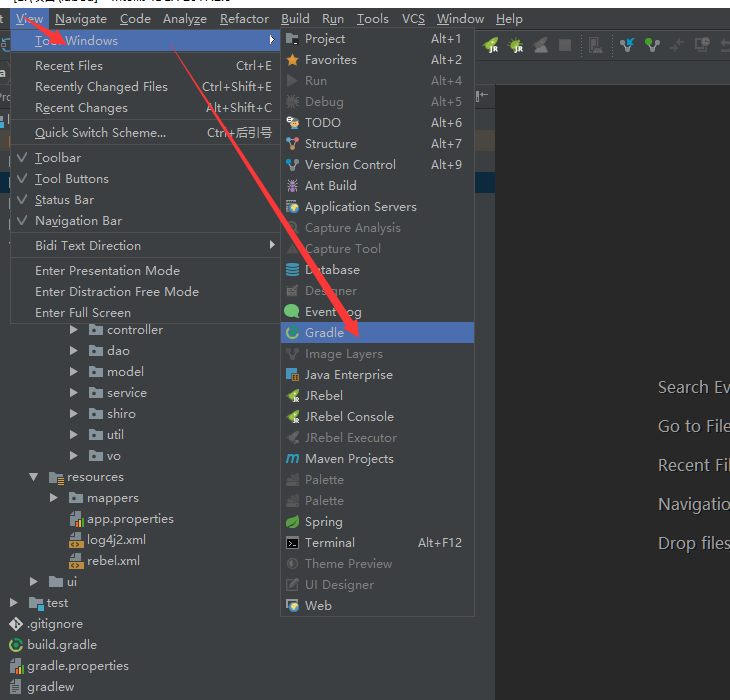 View Navigate Code Analyze Refactor Build Run Tools VCS Window Help
Tool Windows
Recent Files Ctrl+E
Recently Changed Files Ctrl+Shift+E
Recent Changes Alt+Shift+C
Quick Switch Scheme... Ctrl+后引号
Toolbar
Tool Buttons
Status Bar
Navigation Bar
Bidi Text Direction
Enter Presentation Mode
Enter Distraction Free Mode
Enter Full Screen
Project Alt+1
Favorites Alt+2
Run Alt+4
Debug Alt+5
TODO Alt+6
Structure Alt+7
Version Control Alt+9
Ant Build
Application Servers
Capture Analysis
Capture Tool
Database
Designer
Event Log
Gradle
Image Layers
Java Enterprise
JRebel
JRebel Console
JRebel Executor
Maven Projects
Palette
Palette
Spring
Terminal Alt+F12
Theme Preview
UI Designer
Web
controller
dao
model
service
shiro
util
vo
resources
mappers
app.properties
log4j2.xml
rebel.xml
ui
test
.gitignore
build.gradle
gradle.properties
gradlew
Search Ev
Go to File
Recent Fil
Navigatio
Drop files